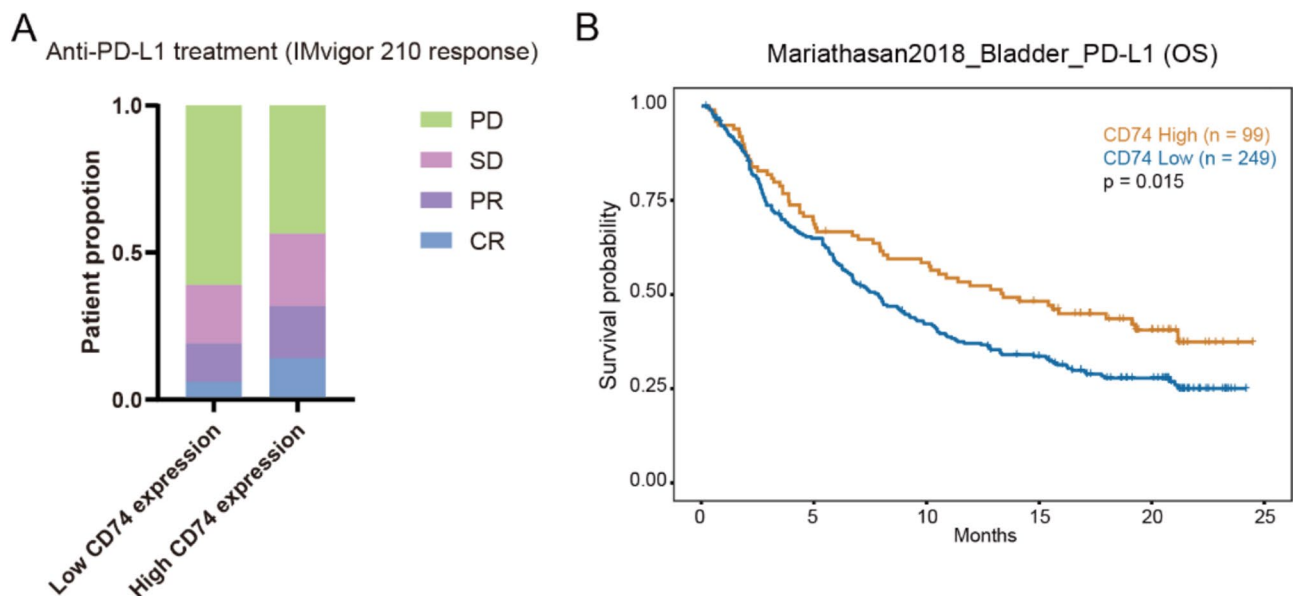 A
Anti-PD-L1 treatment (IMvigor 210 response)
1.0
0.5
0.0
Patient propotion
PD
SD
PR
CR
Low CD74 expression
High CD74 expression
B
Mariathasan2018_Bladder_PD-L1 (OS)
CD74 High (n = 99)
CD74 Low (n = 249)
p = 0.015
1.00
0.75
0.50
0.25
0.00
Survival probability
0 5 10 15 20 25
Months